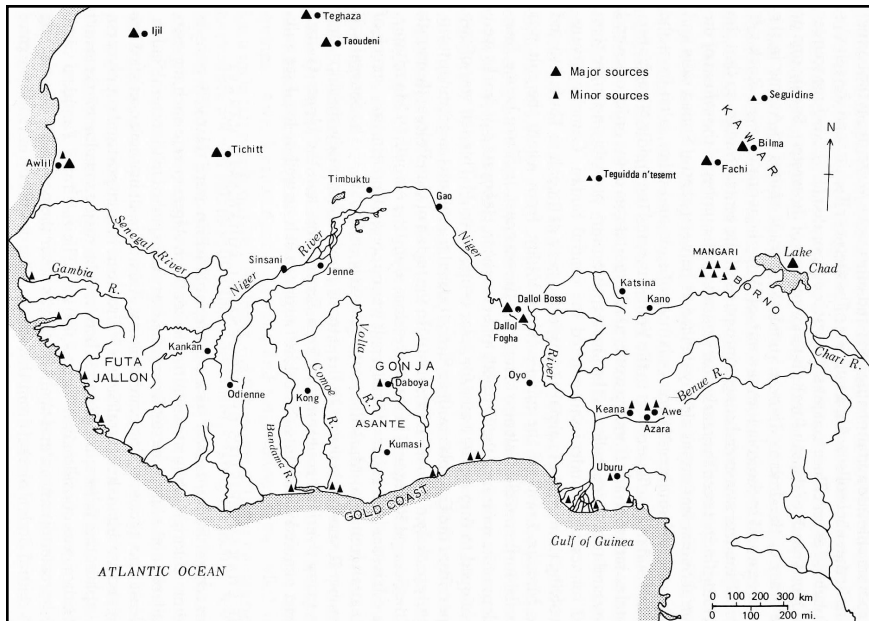 Teghaza
Ijil
Taoudeni
Major sources
Minor sources
Seguidine
KAWAR
N
Bilma
Fachi
Awlil
Tichitt
Teguidda n'tesemt
Timbuktu
Gao
Senegal River
Niger River
Sinsani
Jenne
Niger River
MANGARI
Lake Chad
BORNO
Gambia R.
Katsina
Kano
Dallol Bosso
Dallol Fogha
Chari R.
Kankan
FUTA JALLON
Volta R.
GONJA
Daboya
Comoe R.
Oyo
Benue R.
Odienne
Kong
Keana
Awe
Azara
ASANTE
Bandama R.
Kumasi
Uburu
GOLD COAST
Gulf of Guinea
ATLANTIC OCEAN
0 100 200 300 km
0 100 200 mi.